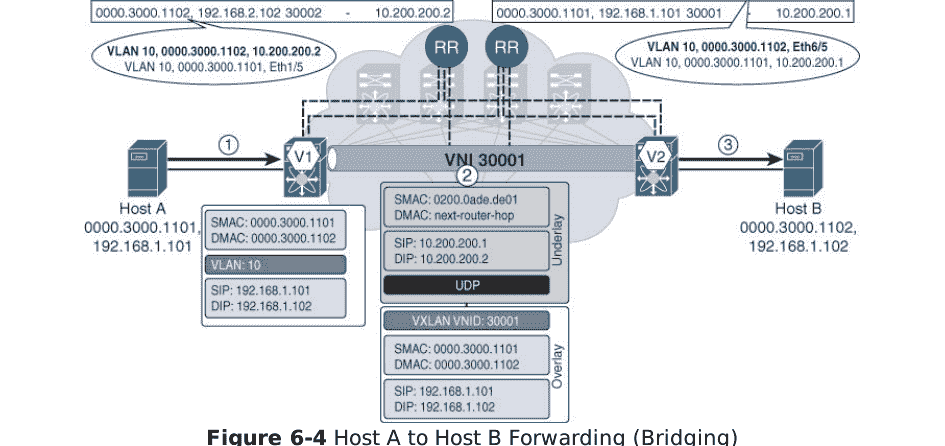 0000.3000.1102, 192.168.2.102 30002 - 10.200.200.2
0000.3000.1101, 192.168.1.101 30001 - 10.200.200.1
VLAN 10, 0000.3000.1102, 10.200.200.2
VLAN 10, 0000.3000.1101, Eth1/5
RR
RR
VLAN 10, 0000.3000.1102, Eth6/5
VLAN 10, 0000.3000.1101, 10.200.200.1
1
V1
VNI 30001
V2
3
2
Host A
0000.3000.1101,
192.168.1.101
Host B
0000.3000.1102,
192.168.1.102
SMAC: 0000.3000.1101
DMAC: 0000.3000.1102
VLAN: 10
SIP: 192.168.1.101
DIP: 192.168.1.102
SMAC: 0200.0ade.de01
DMAC: next-router-hop
SIP: 10.200.200.1
DIP: 10.200.200.2
UDP
Underlay
VXLAN VNID: 30001
SMAC: 0000.3000.1101
DMAC: 0000.3000.1102
SIP: 192.168.1.101
DIP: 192.168.1.102
Overlay
Figure 6-4 Host A to Host B Forwarding (Bridging)